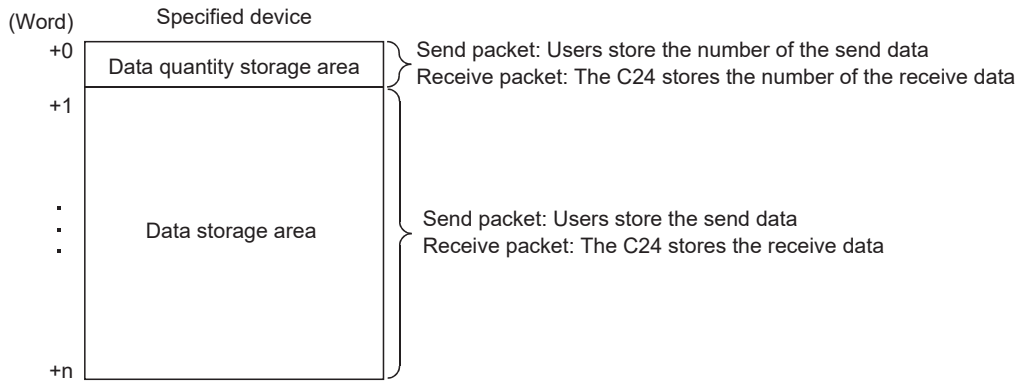 (Word)
Specified device
+0
Data quantity storage area
Send packet: Users store the number of the send data
Receive packet: The C24 stores the number of the receive data
+1
Data storage area
Send packet: Users store the send data
Receive packet: The C24 stores the receive data
+n